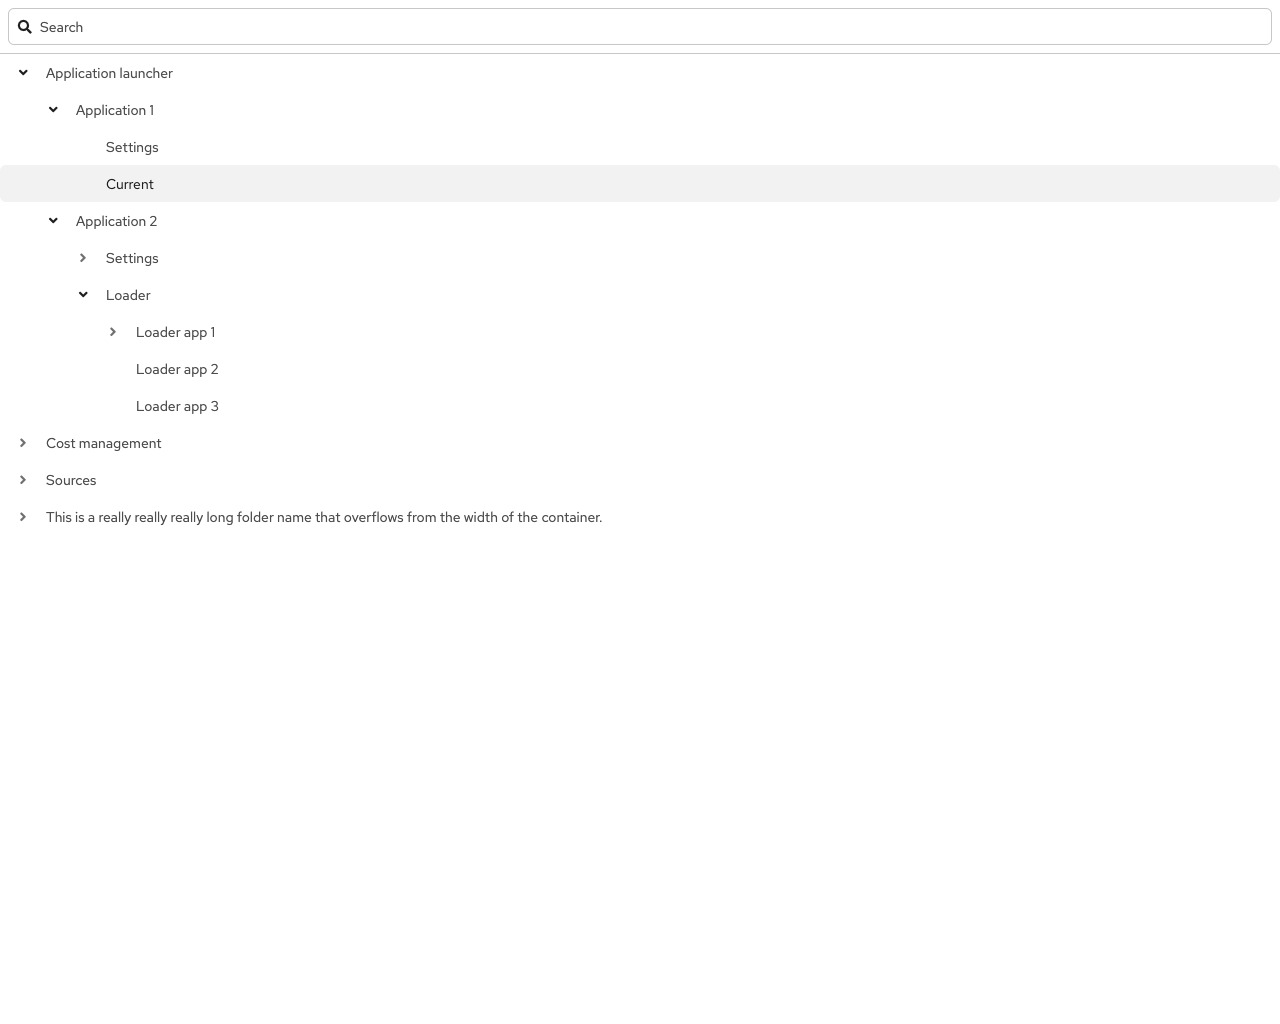 Search
Application launcher
Application 1
Settings
Current
Application 2
Settings
Loader
Loader app 1
Loader app 2
Loader app 3
Cost management
Sources
This is a really really really long folder name that overflows from the width of the container.